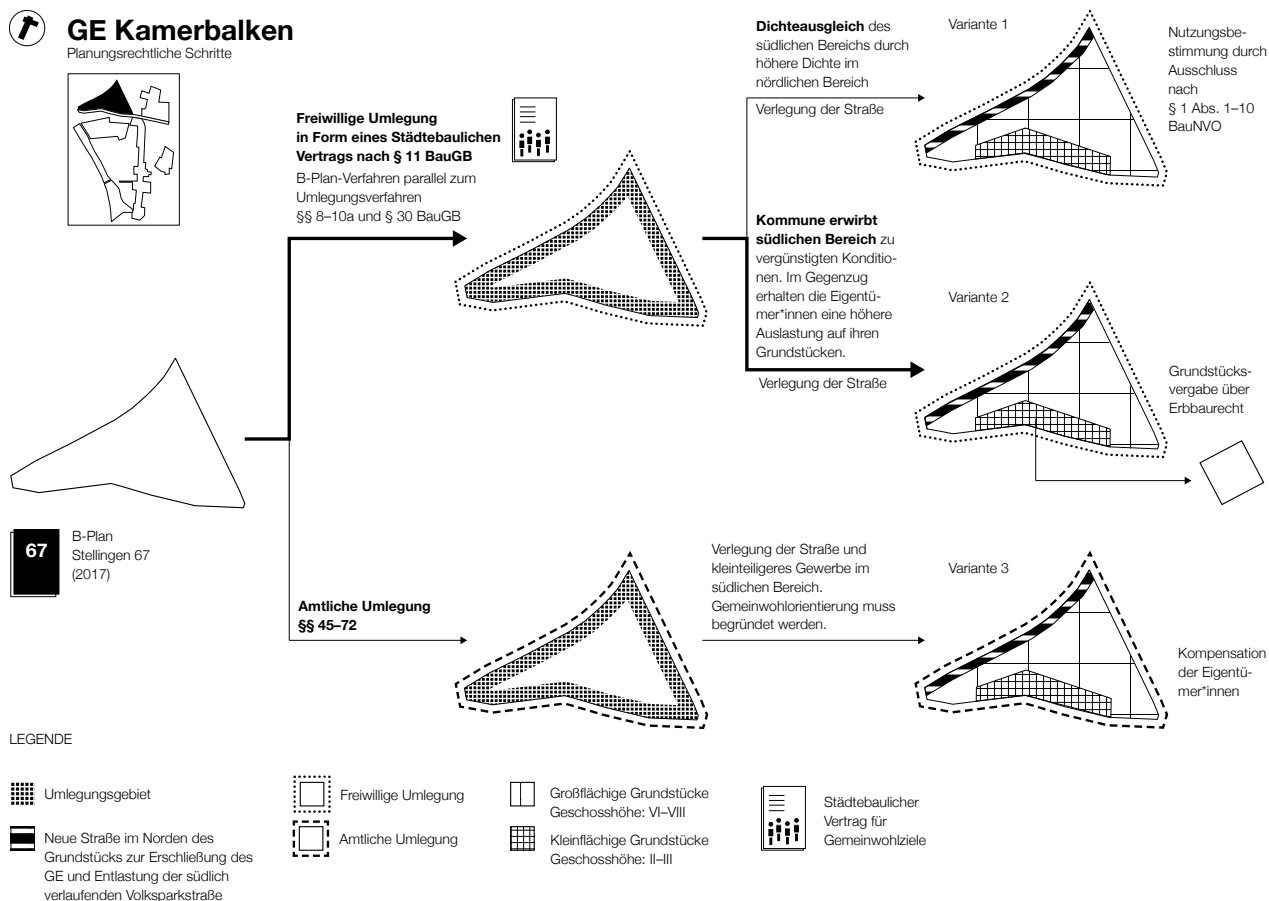 GE Kamerbalken
Planungsrechtliche Schritte
Freiwillige Umlegung
in Form eines Städtebaulichen
Vertrags nach § 11 BauGB
B-Plan-Verfahren parallel zum
Umlegungsverfahren
§§ 8–10a und § 30 BauGB
Dichteausgleich des
südlichen Bereichs durch
höhere Dichte im
nördlichen Bereich
Verlegung der Straße
Variante 1
Nutzungsbe-
stimmung durch
Ausschluss
nach
§ 1 Abs. 1–10
BauNVO
Kommune erwirbt
südlichen Bereich zu
vergünstigten Konditio-
nen. Im Gegenzug
erhalten die Eigentü-
mer*innen eine höhere
Auslastung auf ihren
Grundstücken.
Verlegung der Straße
Variante 2
Grundstücks-
vergabe über
Erbbaurecht
67
B-Plan
Stellingen 67
(2017)
Amtliche Umlegung
§§ 45–72
Verlegung der Straße und
kleinteiligeres Gewerbe im
südlichen Bereich.
Gemeinwohlorientierung muss
begründet werden.
Variante 3
Kompensation
der Eigentü-
mer*innen
LEGENDE
Umlegungsgebiet
Neue Straße im Norden des
Grundstücks zur Erschließung des
GE und Entlastung der südlich
verlaufenden Volksparkstraße
Freiwillige Umlegung
Amtliche Umlegung
Großflächige Grundstücke
Geschosshöhe: VI–VIII
Kleinflächige Grundstücke
Geschosshöhe: II–III
Städtebaulicher
Vertrag für
Gemeinwohlziele